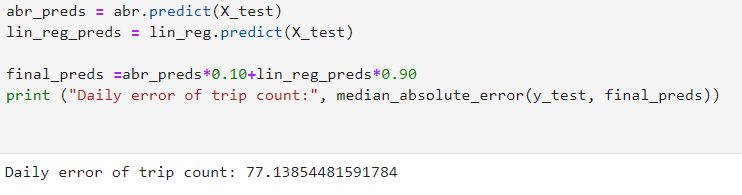 abr_preds = abr.predict(X_test)
lin_reg_preds = lin_reg.predict(X_test)
final_preds =abr_preds*0.10+lin_reg_preds*0.90
print ("Daily error of trip count:", median_absolute_error(y_test, final_preds))
Daily error of trip count: 77.13854481591784